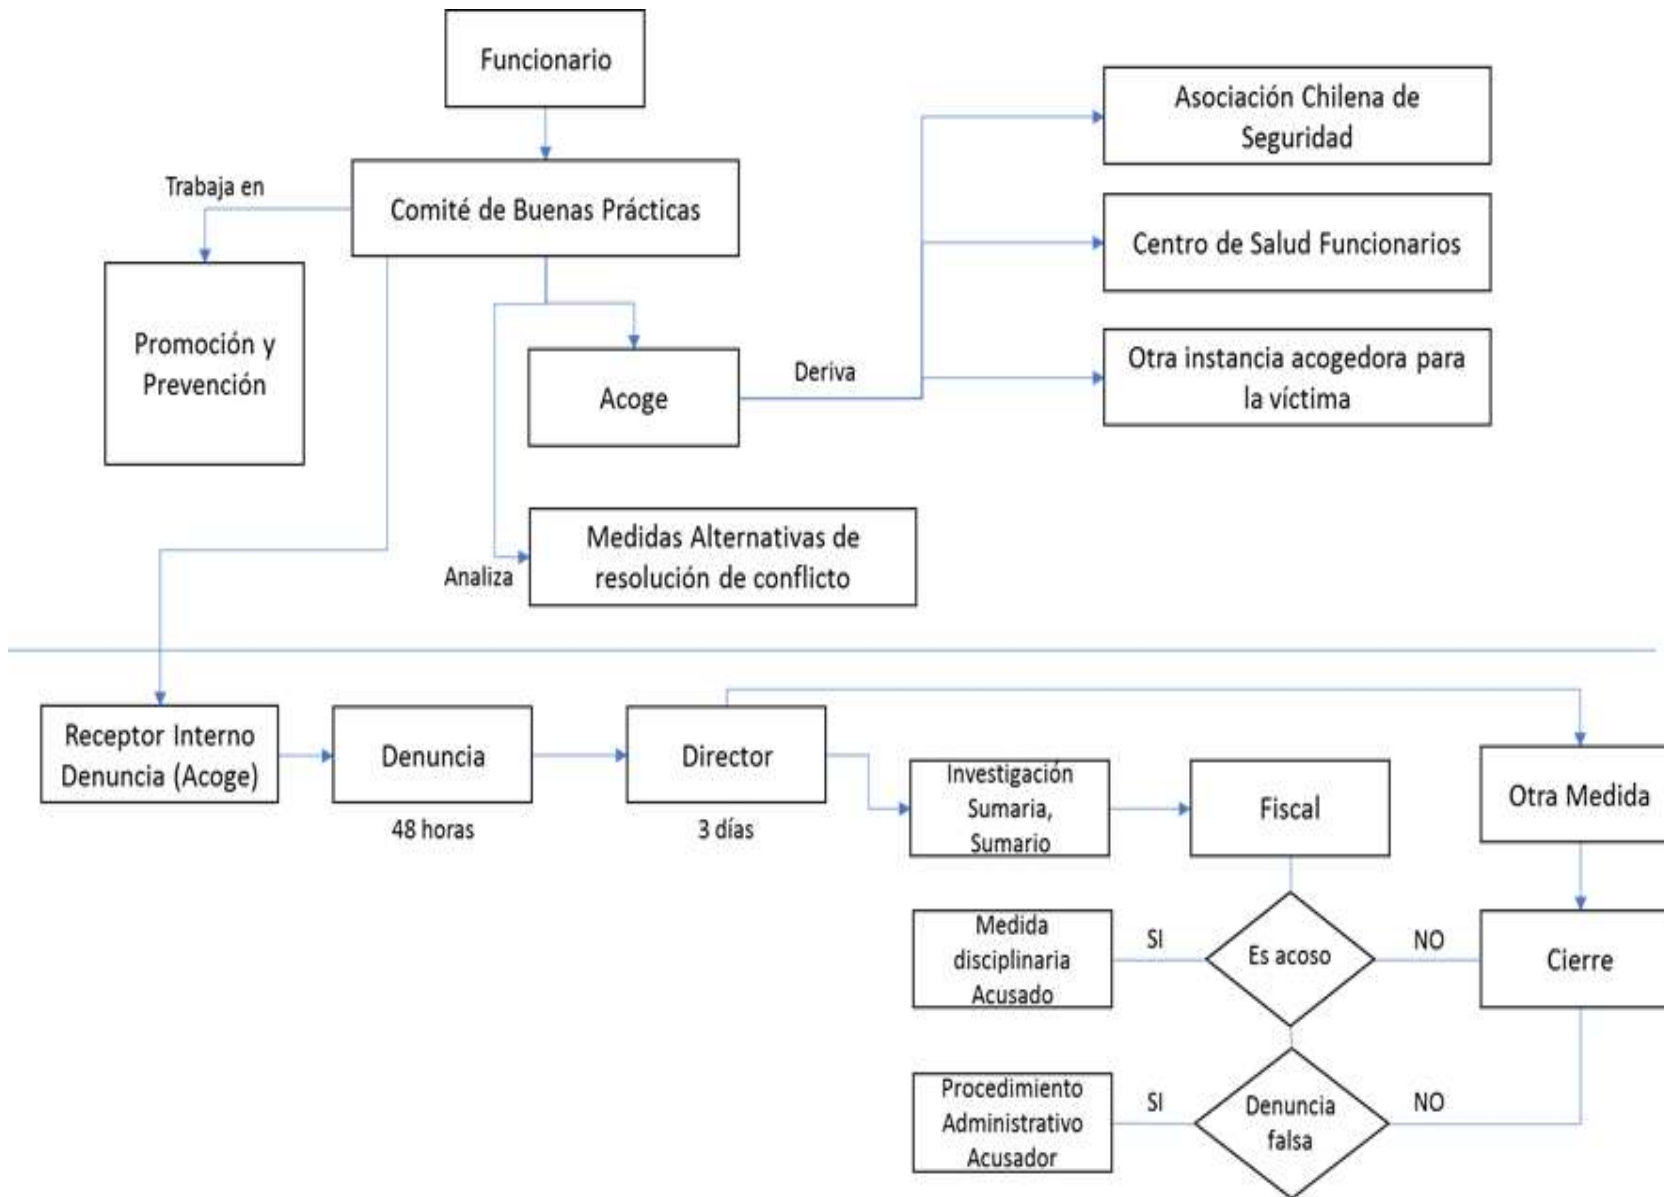 Funcionario
Asociación Chilena de
Seguridad
Trabaja en
Comité de Buenas Prácticas
Centro de Salud Funcionarios
Promoción y
Prevención
Acoge
Deriva
Otra instancia acogedora para
la víctima
Analiza
Medidas Alternativas de
resolución de conflicto
Receptor Interno
Denuncia (Acoge)
Denuncia
48 horas
Director
3 días
Investigación
Sumaria,
Sumario
Fiscal
Otra Medida
Medida
disciplinaria
Acusado
SI
Es acoso
NO
Cierre
Procedimiento
Administrativo
Acusador
SI
Denuncia
falsa
NO